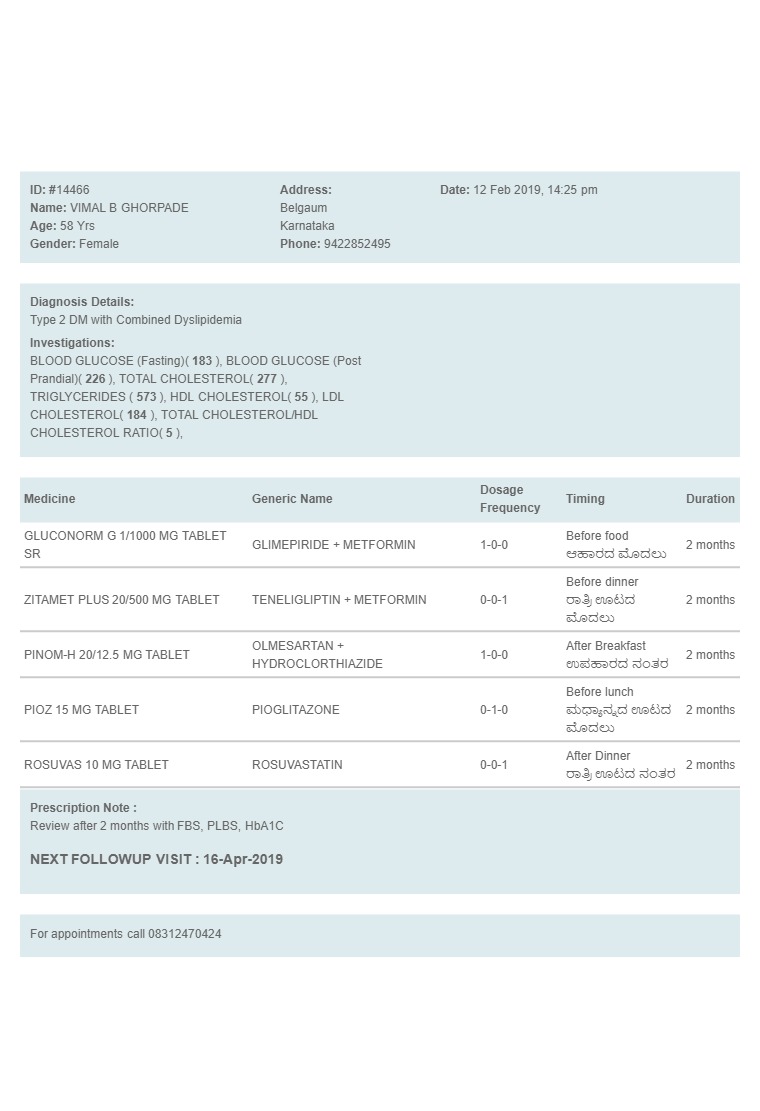 ID: #14466
Name: VIMAL B GHORPADE
Age: 58 Yrs
Gender: Female
Address:
Belgaum
Karnataka
Phone: 9422852495
Date: 12 Feb 2019, 14:25 pm
Diagnosis Details:
Type 2 DM with Combined Dyslipidemia
Investigations:
BLOOD GLUCOSE (Fasting)( 183 ), BLOOD GLUCOSE (Post
Prandial)( 226 ), TOTAL CHOLESTEROL( 277 ),
TRIGLYCERIDES ( 573 ), HDL CHOLESTEROL( 55 ), LDL
CHOLESTEROL( 184 ), TOTAL CHOLESTEROL/HDL
CHOLESTEROL RATIO( 5 ),
Medicine Generic Name Dosage Frequency Timing Duration
GLUCONORM G 1/1000 MG TABLET
SR
GLIMEPIRIDE + METFORMIN
1-0-0
Before food
ಆಹಾರದ ಮೊದಲು
2 months
ZITAMET PLUS 20/500 MG TABLET
TENELIGLIPTIN + METFORMIN
0-0-1
Before dinner
ರಾತ್ರಿ ಊಟದ
ಮೊದಲು
2 months
PINOM-H 20/12.5 MG TABLET
OLMESARTAN +
HYDROCLORTHIAZIDE
1-0-0
After Breakfast
ಉಪಹಾರದ ನಂತರ
2 months
PIOZ 15 MG TABLET
PIOGLITAZONE
0-1-0
Before lunch
ಮಧ್ಯಾನ್ನದ ಊಟದ
ಮೊದಲು
2 months
ROSUVAS 10 MG TABLET
ROSUVASTATIN
0-0-1
After Dinner
ರಾತ್ರಿ ಊಟದ ನಂತರ
2 months
Prescription Note :
Review after 2 months with FBS, PLBS, HbA1C
NEXT FOLLOWUP VISIT : 16-Apr-2019
For appointments call 08312470424